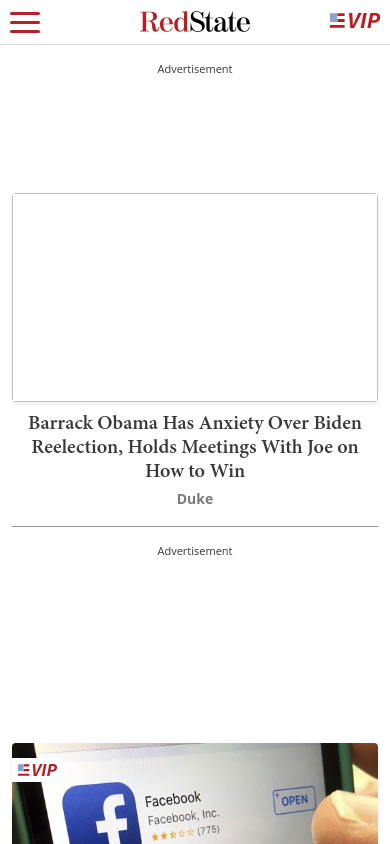 RedState
VIP
Advertisement
Barrack Obama Has Anxiety Over Biden
Reelection, Holds Meetings With Joe on
How to Win
Duke
Advertisement
VIP
Facebook
Facebook, Inc.
(775)
OPEN